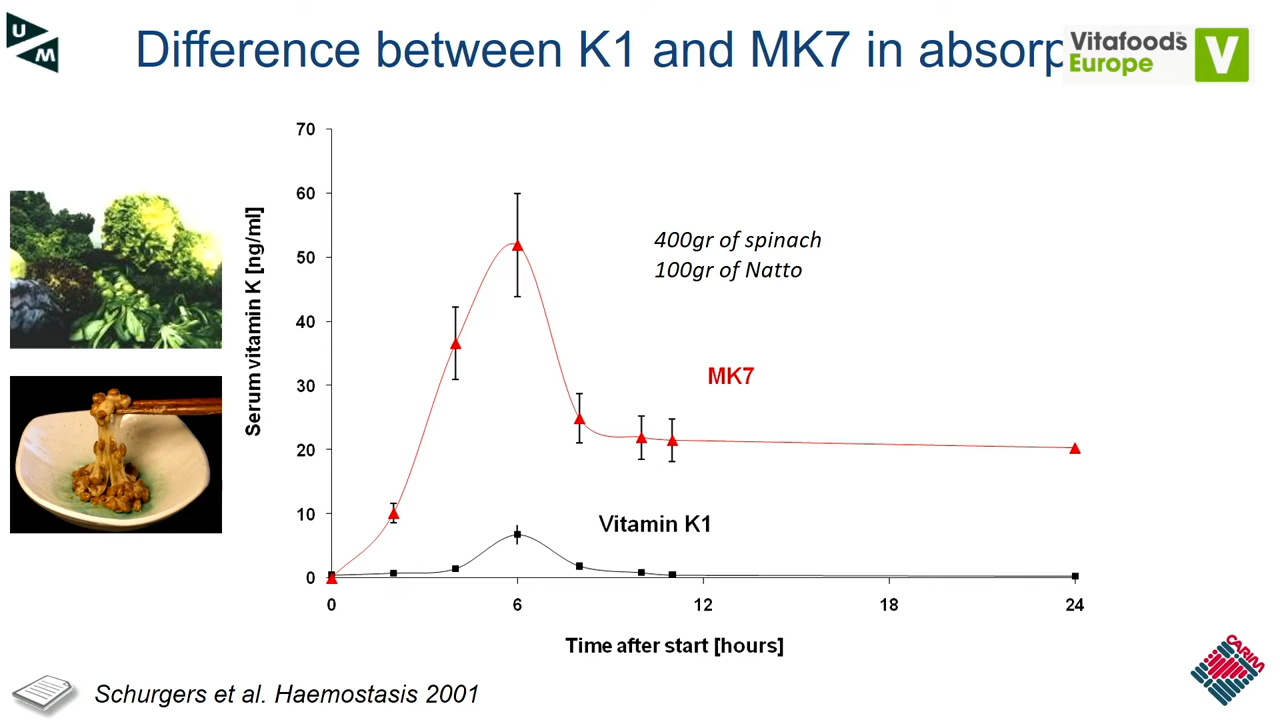 U
M
Difference between K1 and MK7 in absorp
Vitafoods™
Europe
V
70
60
50
40
30
20
10
0
Serum vitamin K [ng/ml]
400gr of spinach
100gr of Natto
MK7
Vitamin K1
0 6 12 18 24
Time after start [hours]
Schurgers et al. Haemostasis 2001
CARIM